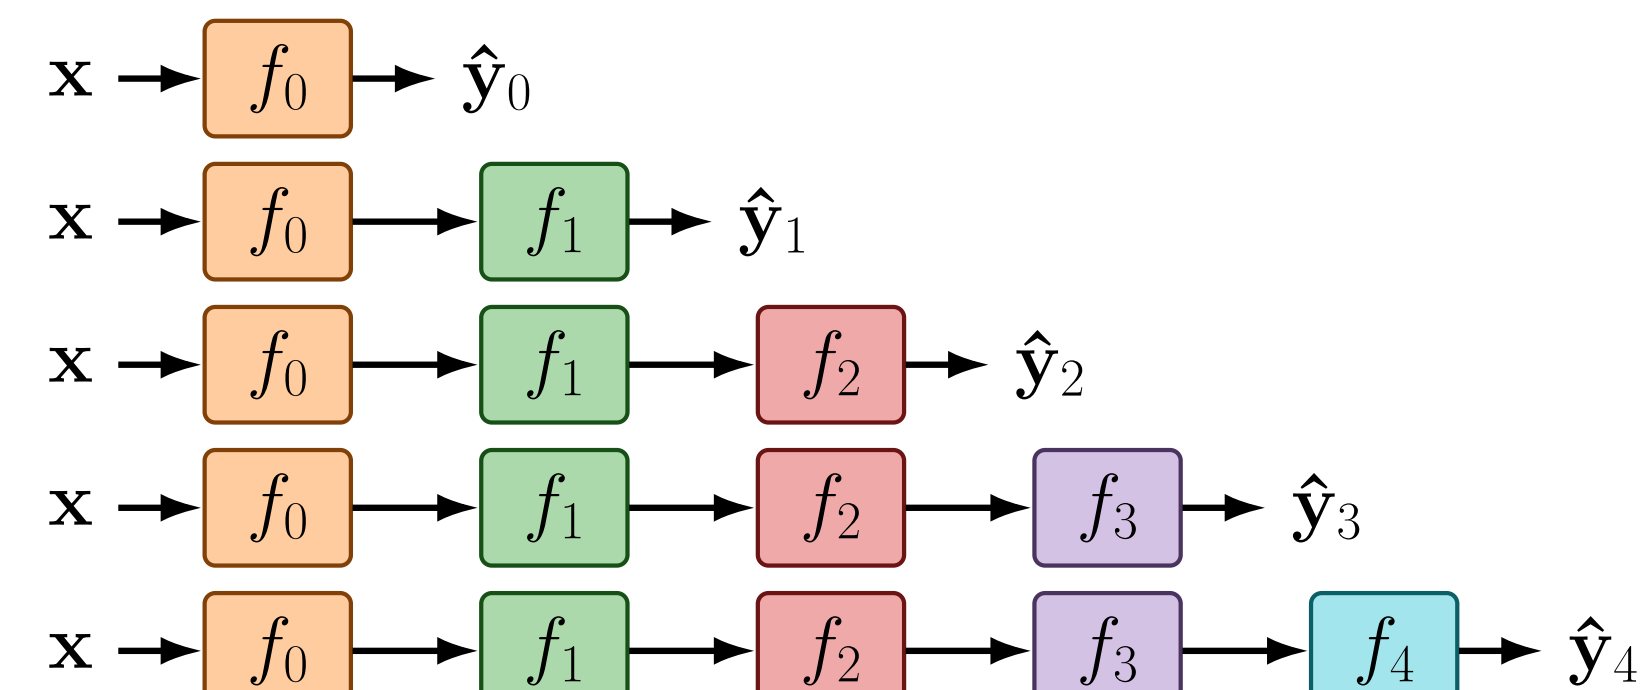 𝐱 f₀ 𝐲̂₀
𝐱 f₀ f₁ 𝐲̂₁
𝐱 f₀ f₁ f₂ 𝐲̂₂
𝐱 f₀ f₁ f₂ f₃ 𝐲̂₃
𝐱 f₀ f₁ f₂ f₃ f₄ 𝐲̂₄